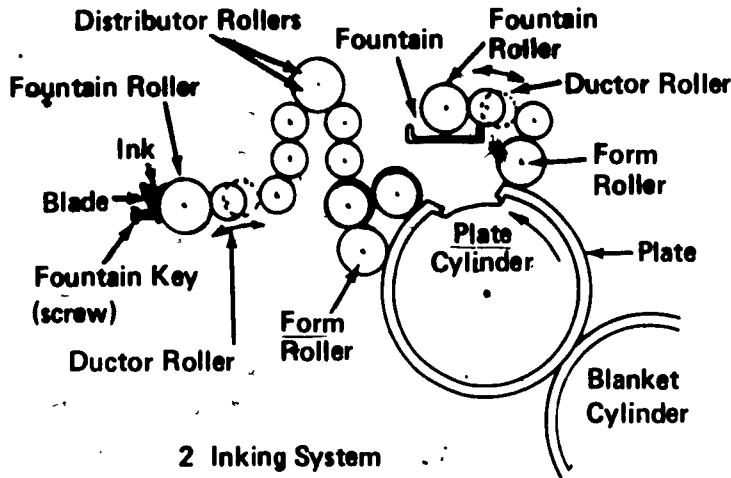 Distributor Rollers
Fountain
Fountain
Roller
Fountain Roller
Ductor Roller
Ink
Form
Roller
Blade
Plate
Cylinder
Plate
Fountain Key
(screw)
Form
Roller
Ductor Roller
Blanket
Cylinder
2 Inking System